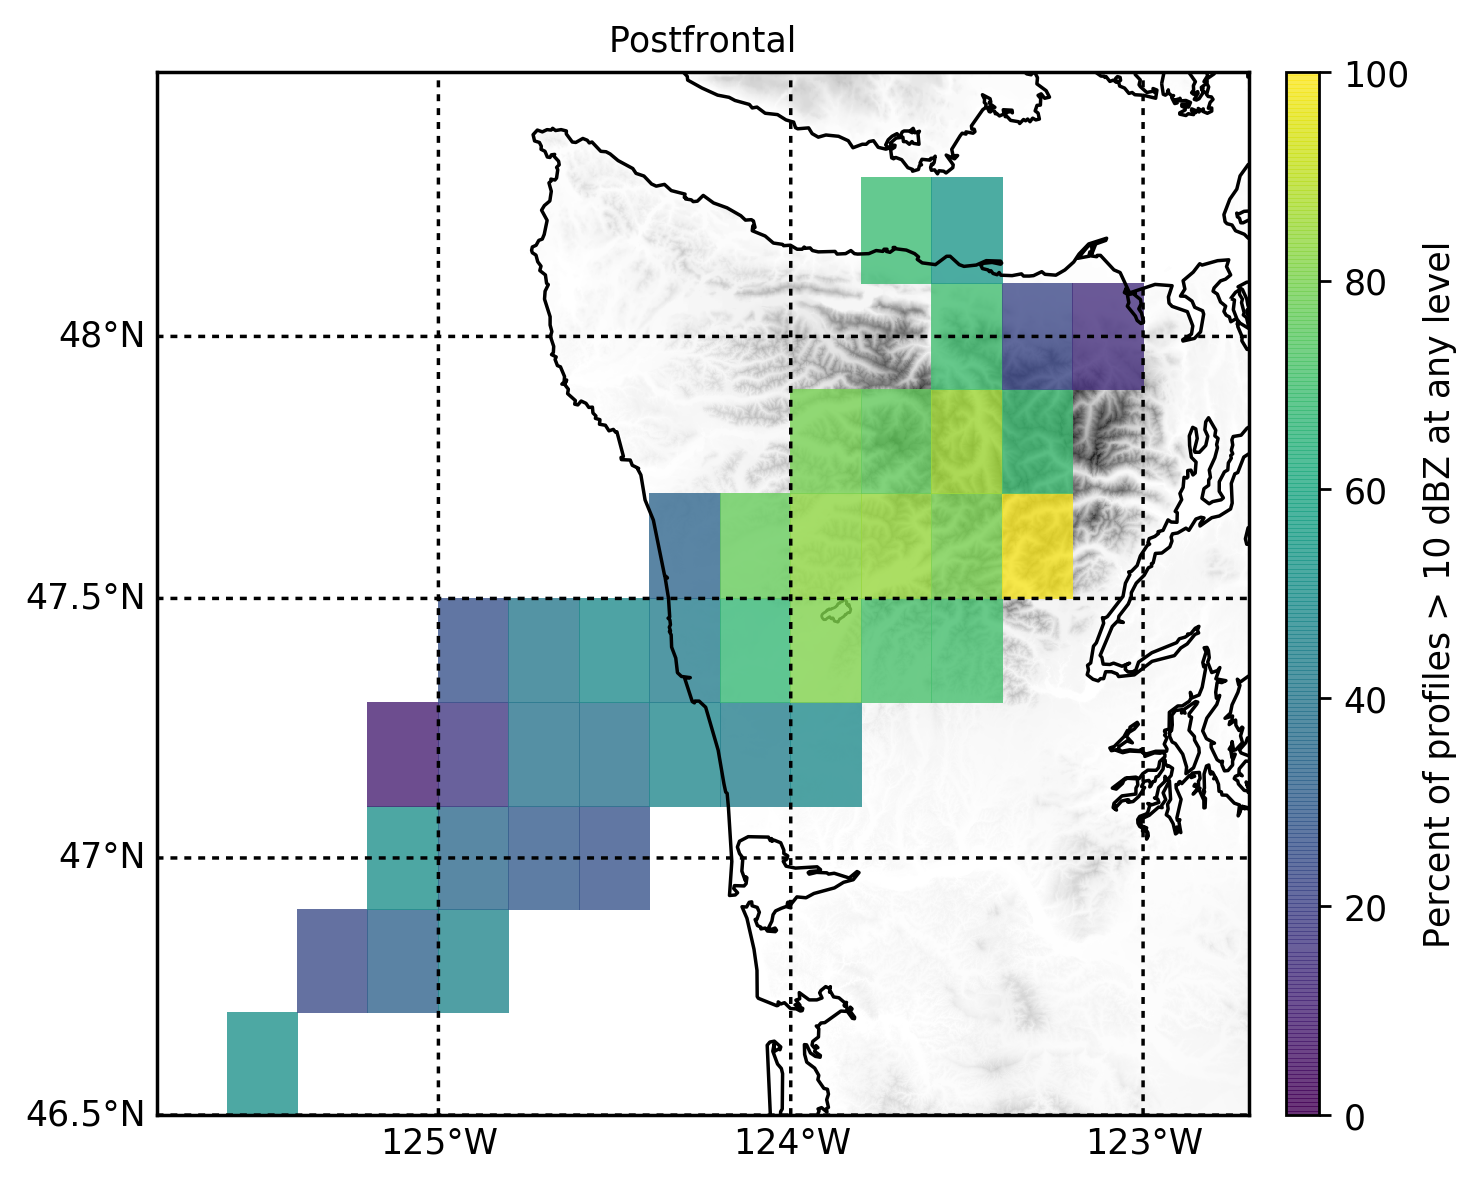 Postfrontal
48°N
47.5°N
47°N
46.5°N
125°W
124°W
123°W
100
80
60
40
20
0
Percent of profiles > 10 dBZ at any level